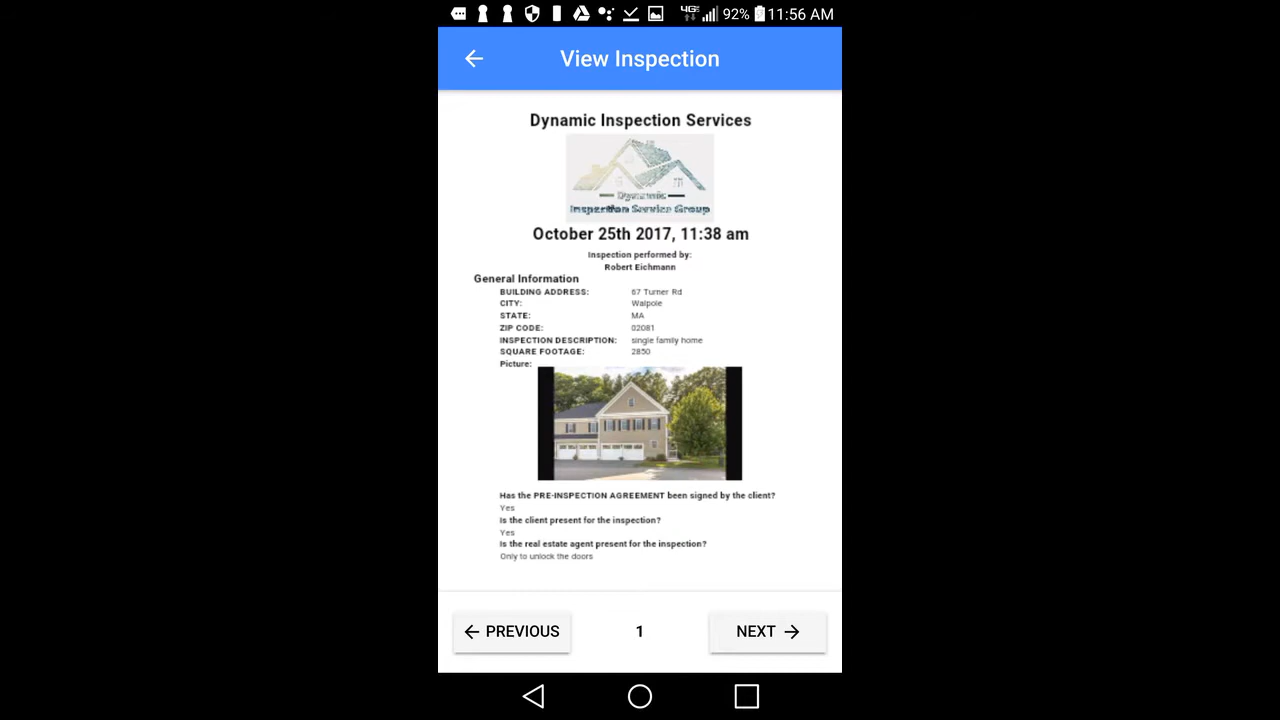 4G 92% 11:56 AM
View Inspection
Dynamic Inspection Services
Dynamic
Inspection Service Group
October 25th 2017, 11:38 am
Inspection performed by:
Robert Eichmann
General Information
BUILDING ADDRESS: 67 Turner Rd
CITY: Walpole
STATE: MA
ZIP CODE: 02081
INSPECTION DESCRIPTION: single family home
SQUARE FOOTAGE: 2850
Picture:
Has the PRE-INSPECTION AGREEMENT been signed by the client?
Yes
Is the client present for the inspection?
Yes
Is the real estate agent present for the inspection?
Only to unlock the doors
PREVIOUS 1 NEXT